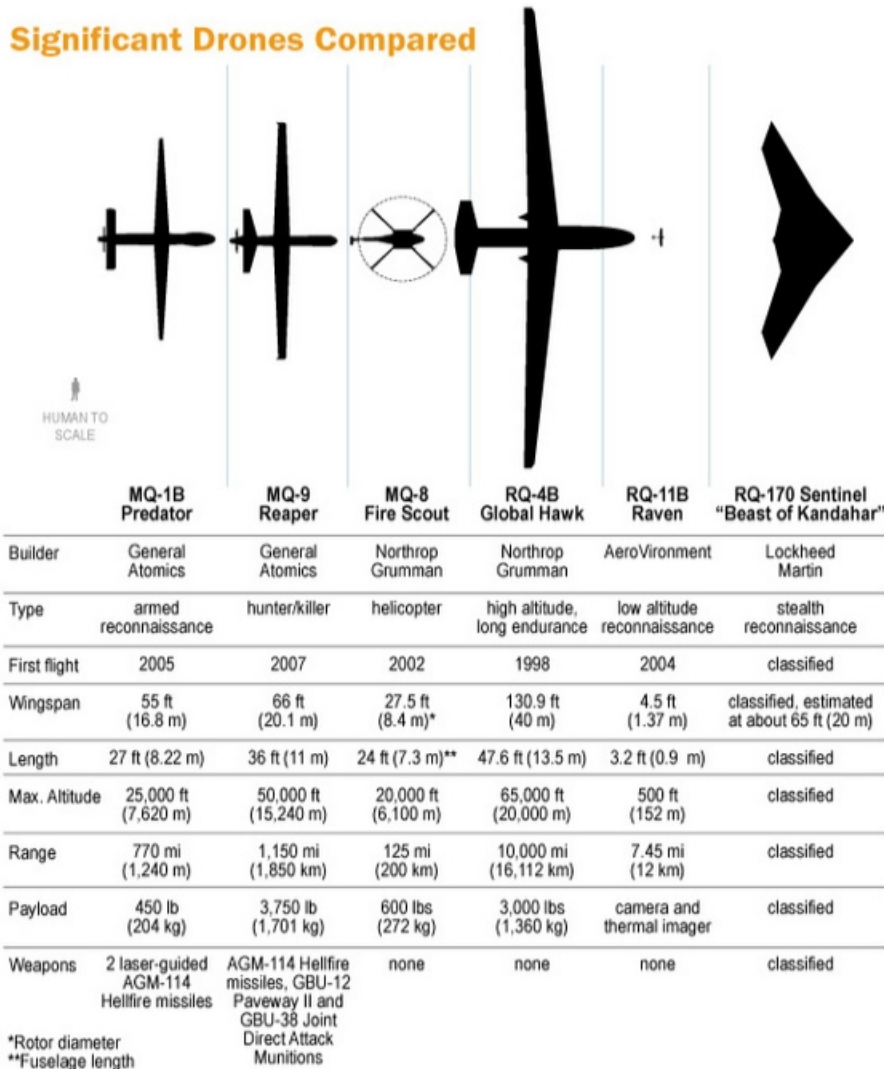 Significant Drones Compared
HUMAN TO
SCALE
MQ-1B Predator MQ-9 Reaper MQ-8 Fire Scout RQ-4B Global Hawk RQ-11B Raven RQ-170 Sentinel “Beast of Kandahar”
Builder General Atomics General Atomics Northrop Grumman Northrop Grumman AeroVironment Lockheed Martin
Type armed reconnaissance hunter/killer helicopter high altitude, long endurance low altitude reconnaissance stealth reconnaissance
First flight 2005 2007 2002 1998 2004 classified
Wingspan 55 ft (16.8 m) 66 ft (20.1 m) 27.5 ft (8.4 m)* 130.9 ft (40 m) 4.5 ft (1.37 m) classified, estimated at about 65 ft (20 m)
Length 27 ft (8.22 m) 36 ft (11 m) 24 ft (7.3 m)** 47.6 ft (13.5 m) 3.2 ft (0.9 m) classified
Max. Altitude 25,000 ft (7,620 m) 50,000 ft (15,240 m) 20,000 ft (6,100 m) 65,000 ft (20,000 m) 500 ft (152 m) classified
Range 770 mi (1,240 m) 1,150 mi (1,850 km) 125 mi (200 km) 10,000 mi (16,112 km) 7.45 mi (12 km) classified
Payload 450 lb (204 kg) 3,750 lb (1,701 kg) 600 lbs (272 kg) 3,000 lbs (1,360 kg) camera and thermal imager classified
Weapons 2 laser-guided AGM-114 Hellfire missiles AGM-114 Hellfire missiles, GBU-12 Paveway II and GBU-38 Joint Direct Attack Munitions none none none classified
*Rotor diameter
**Fuselage length